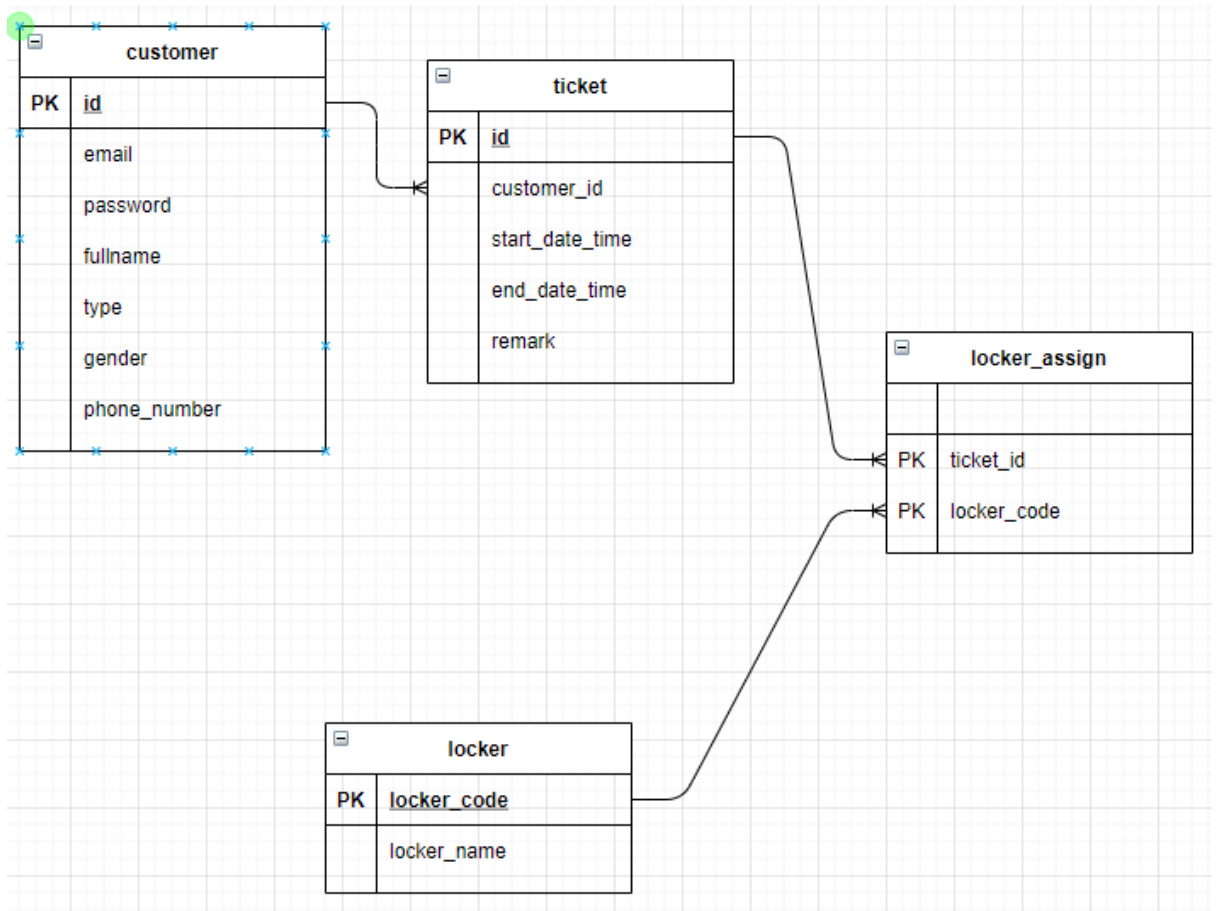 customer
PK id
email
password
fullname
type
gender
phone_number
ticket
PK id
customer_id
start_date_time
end_date_time
remark
locker_assign
PK ticket_id
PK locker_code
locker
PK locker_code
locker_name